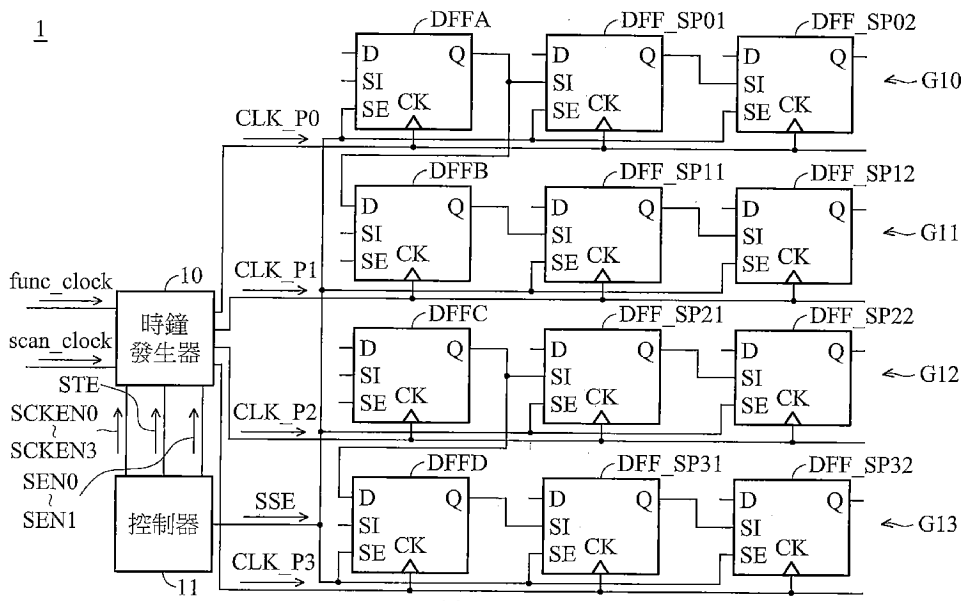 1
DFFA
D Q
SI
SE CK
DFF_SP01
D Q
SI
SE CK
DFF_SP02
D Q
SI
SE CK
G10
CLK_P0
DFFB
D Q
SI
SE CK
DFF_SP11
D Q
SI
SE CK
DFF_SP12
D Q
SI
SE CK
G11
CLK_P1
func_clock
scan_clock
10
時鐘
發生器
DFFC
D Q
SI
SE CK
DFF_SP21
D Q
SI
SE CK
DFF_SP22
D Q
SI
SE CK
G12
CLK_P2
STE
SCKEN0
~
SCKEN3
SEN0
~
SEN1
控制器
11
SSE
DFFD
D Q
SI
SE CK
DFF_SP31
D Q
SI
SE CK
DFF_SP32
D Q
SI
SE CK
G13
CLK_P3